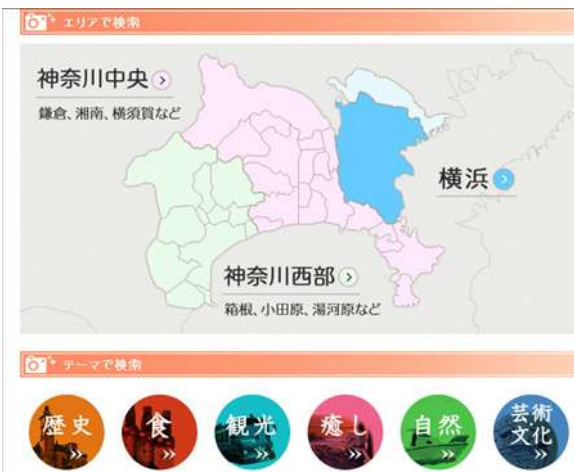 エリアで検索
神奈川中央
鎌倉、湘南、横須賀など
横浜
神奈川西部
箱根、小田原、湯河原など
テーマで検索
歴史
食
観光
癒し
自然
芸術
文化